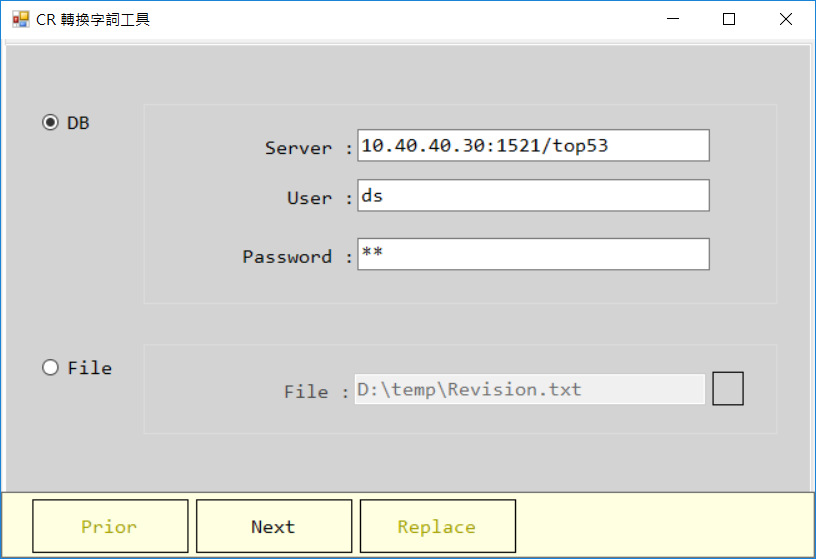 CR 轉換字詞工具
DB
Server : 10.40.40.30:1521/top53
User : ds
Password : **
File
File : D:\temp\Revision.txt
Prior Next Replace